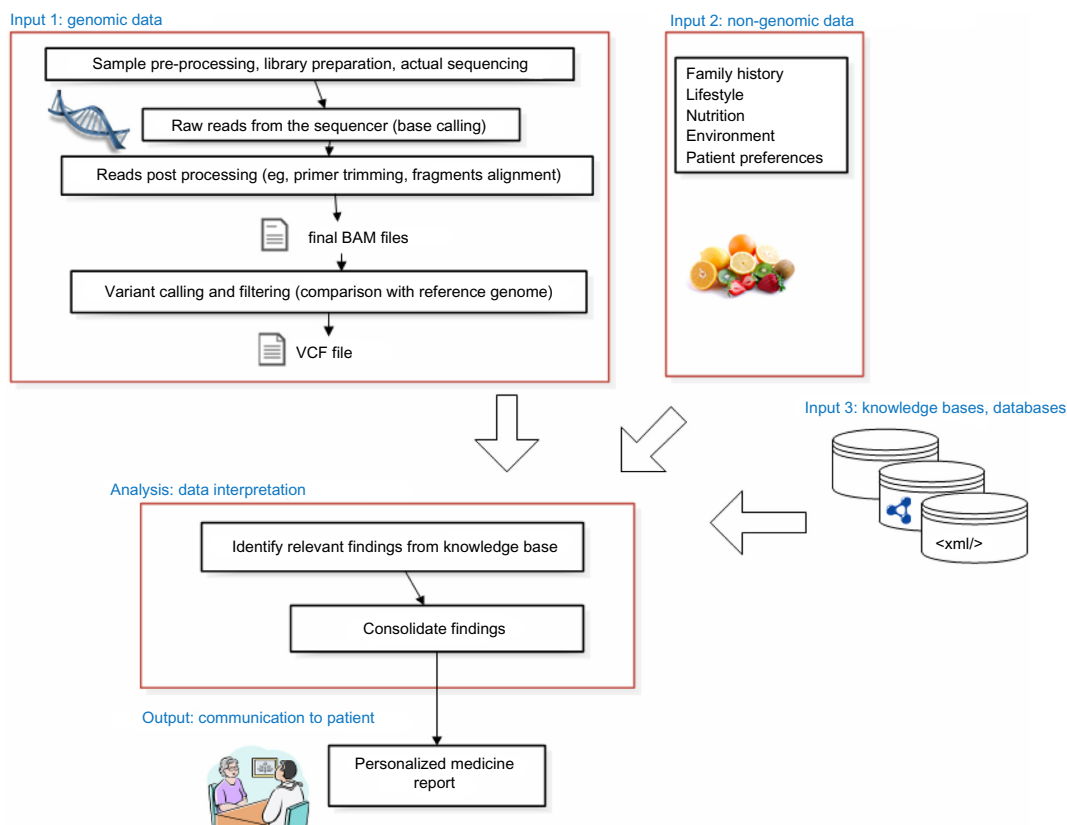 Input 1: genomic data
Sample pre-processing, library preparation, actual sequencing
Raw reads from the sequencer (base calling)
Reads post processing (eg, primer trimming, fragments alignment)
final BAM files
Variant calling and filtering (comparison with reference genome)
VCF file
Input 2: non-genomic data
Family history
Lifestyle
Nutrition
Environment
Patient preferences
Input 3: knowledge bases, databases
<xml/>
Analysis: data interpretation
Identify relevant findings from knowledge base
Consolidate findings
Output: communication to patient
Personalized medicine
report